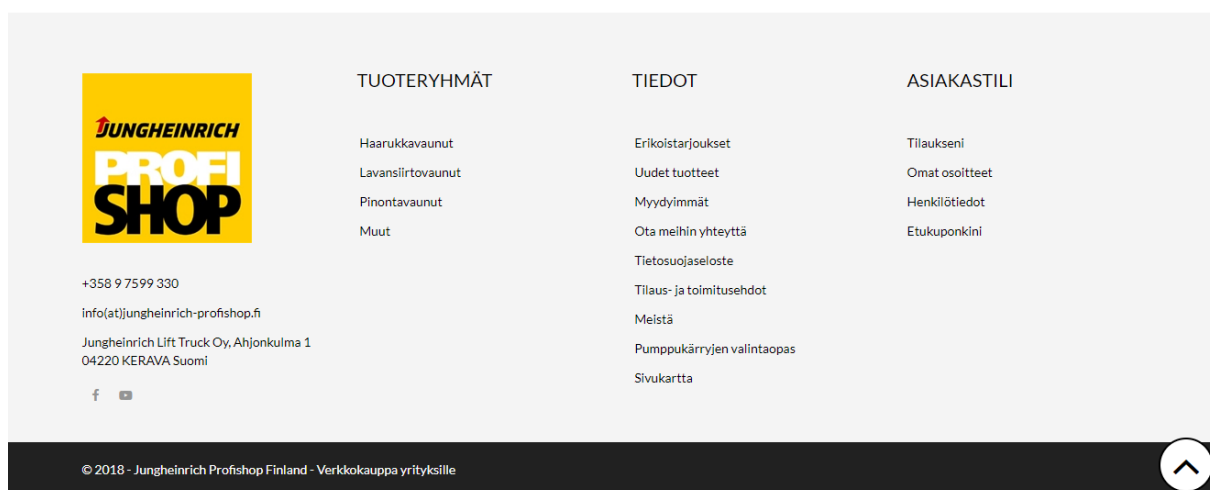 JUNGHEINRICH
PROFI
SHOP
+358 9 7599 330
info(at)jungheinrich-profishop.fi
Jungheinrich Lift Truck Oy, Ahjonkulma 1
04220 KERAVA Suomi
TUOTERYHMÄT
Haarukkavaunut
Lavansiirtovaunut
Pinontavaunut
Muut
TIEDOT
Erikoistarjoukset
Uudet tuotteet
Myydyimmät
Ota meihin yhteyttä
Tietosuojaseloste
Tilaus- ja toimitusehdot
Meistä
Pumppukärryjen valintaopas
Sivukartta
ASIAKASTILI
Tilaukseni
Omat osoitteet
Henkilötiedot
Etukuponkini
© 2018 - Jungheinrich Profishop Finland - Verkkokauppa yrityksille